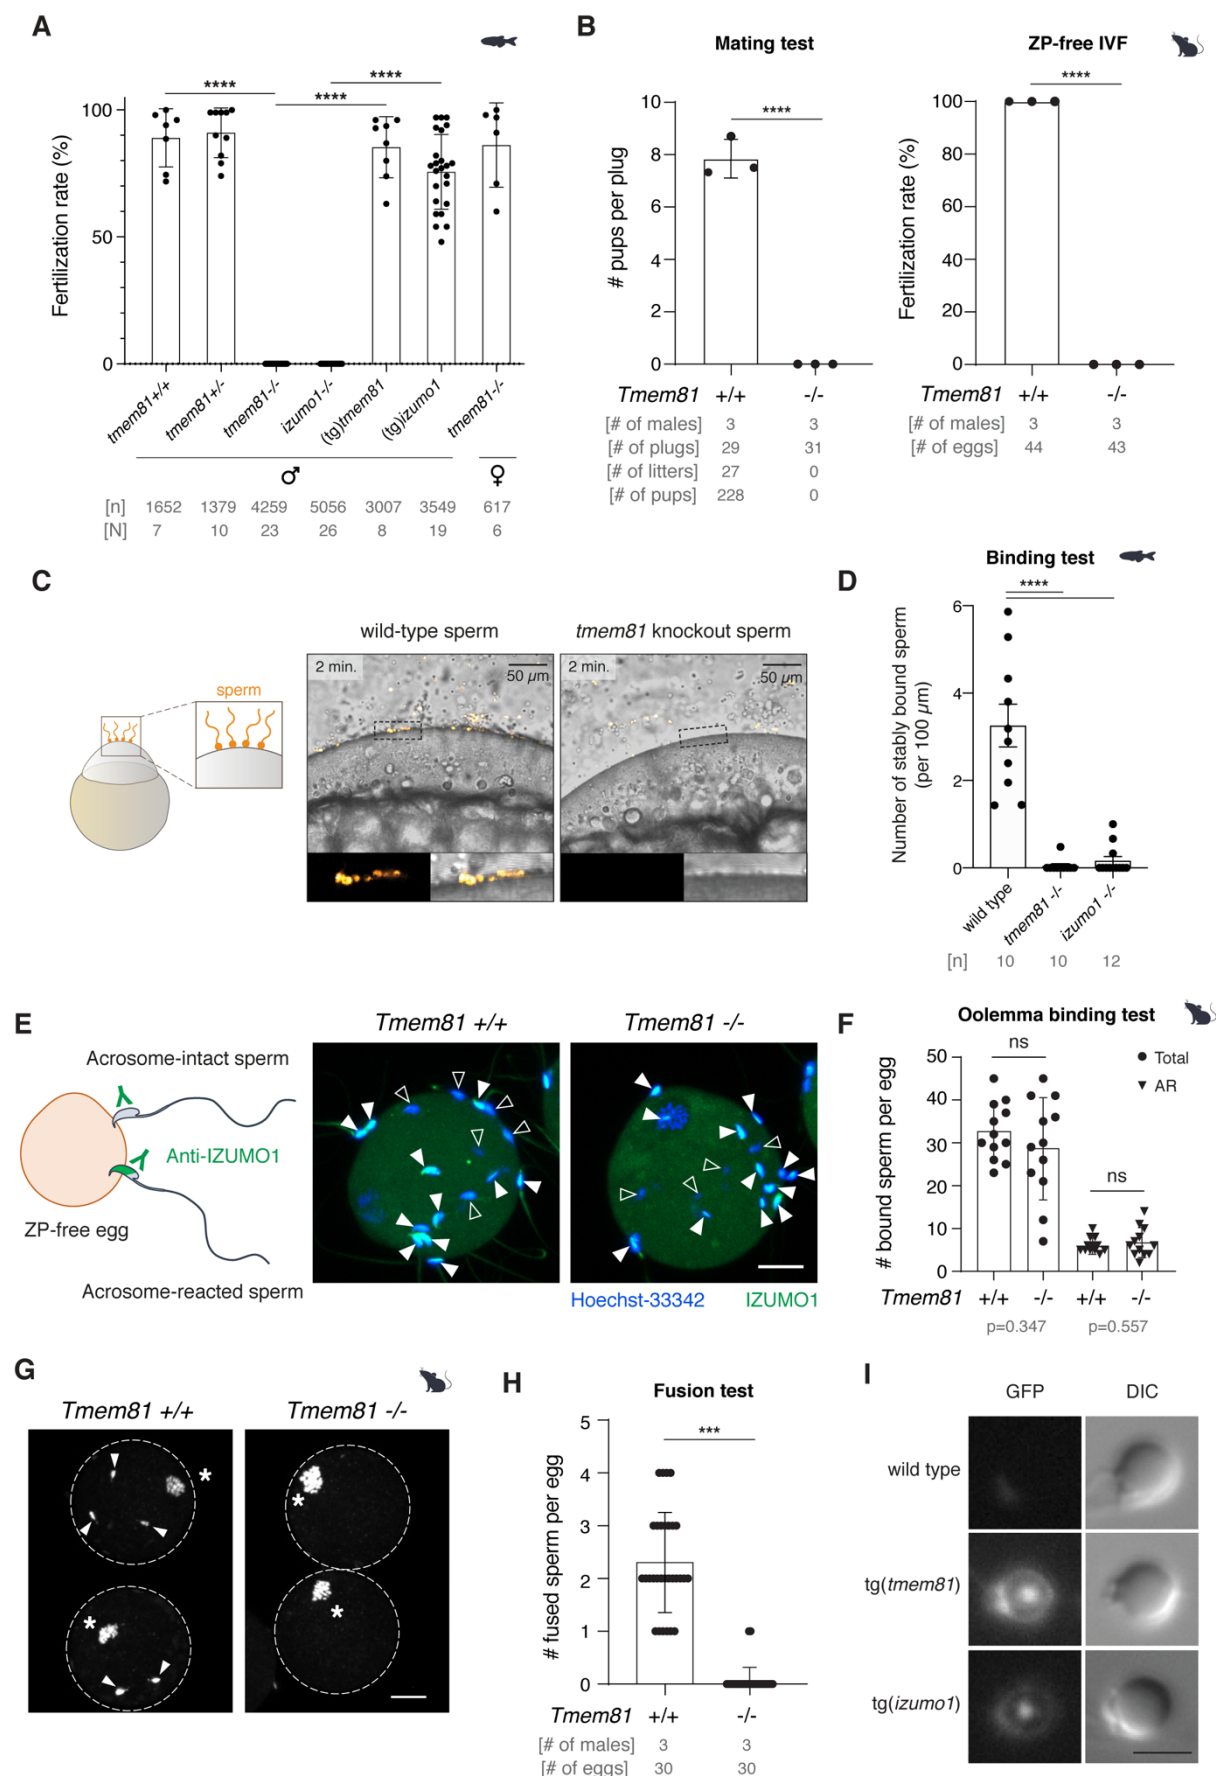 A
****
****
****
Fertilization rate (%)
100
50
0
tmem81+/+
tmem81+/-
tmem81-/-
izumo1-/-
(tg)tmem81
(tg)izumo1
tmem81-/-
♂
♀
[n] 1652 1379 4259 5056 3007 3549 617
[N] 7 10 23 26 8 19 6
B
Mating test
****
# pups per plug
10
8
6
4
2
0
Tmem81 +/+ -/-
[# of males] 3 3
[# of plugs] 29 31
[# of litters] 27 0
[# of pups] 228 0
ZP-free IVF
****
Fertilization rate (%)
100
80
60
40
20
0
Tmem81 +/+ -/-
[# of males] 3 3
[# of eggs] 44 43
C
sperm
wild-type sperm
2 min.
50 µm
tmem81 knockout sperm
2 min.
50 µm
D
Binding test
****
Number of stably bound sperm
(per 100 µm)
6
4
2
0
wild type
tmem81 -/-
izumo1 -/-
[n] 10 10 12
E
Acrosome-intact sperm
Anti-IZUMO1
ZP-free egg
Acrosome-reacted sperm
Tmem81 +/+
Tmem81 -/-
Hoechst-33342
IZUMO1
F
Oolemma binding test
ns
Total
AR
ns
# bound sperm per egg
50
40
30
20
10
0
Tmem81 +/+ -/- +/+ -/-
p=0.347 p=0.557
G
Tmem81 +/+
Tmem81 -/-
*
*
*
*
H
Fusion test
***
# fused sperm per egg
5
4
3
2
1
0
Tmem81 +/+ -/-
[# of males] 3 3
[# of eggs] 30 30
I
GFP DIC
wild type
tg(tmem81)
tg(izumo1)